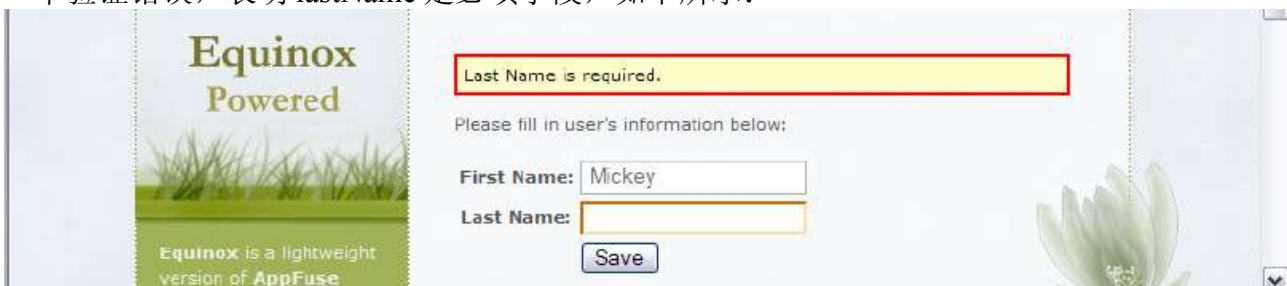 Equinox
Powered
Last Name is required.
Please fill in user's information below:
First Name: Mickey
Last Name:
Save
Equinox is a lightweight
version of AppFuse